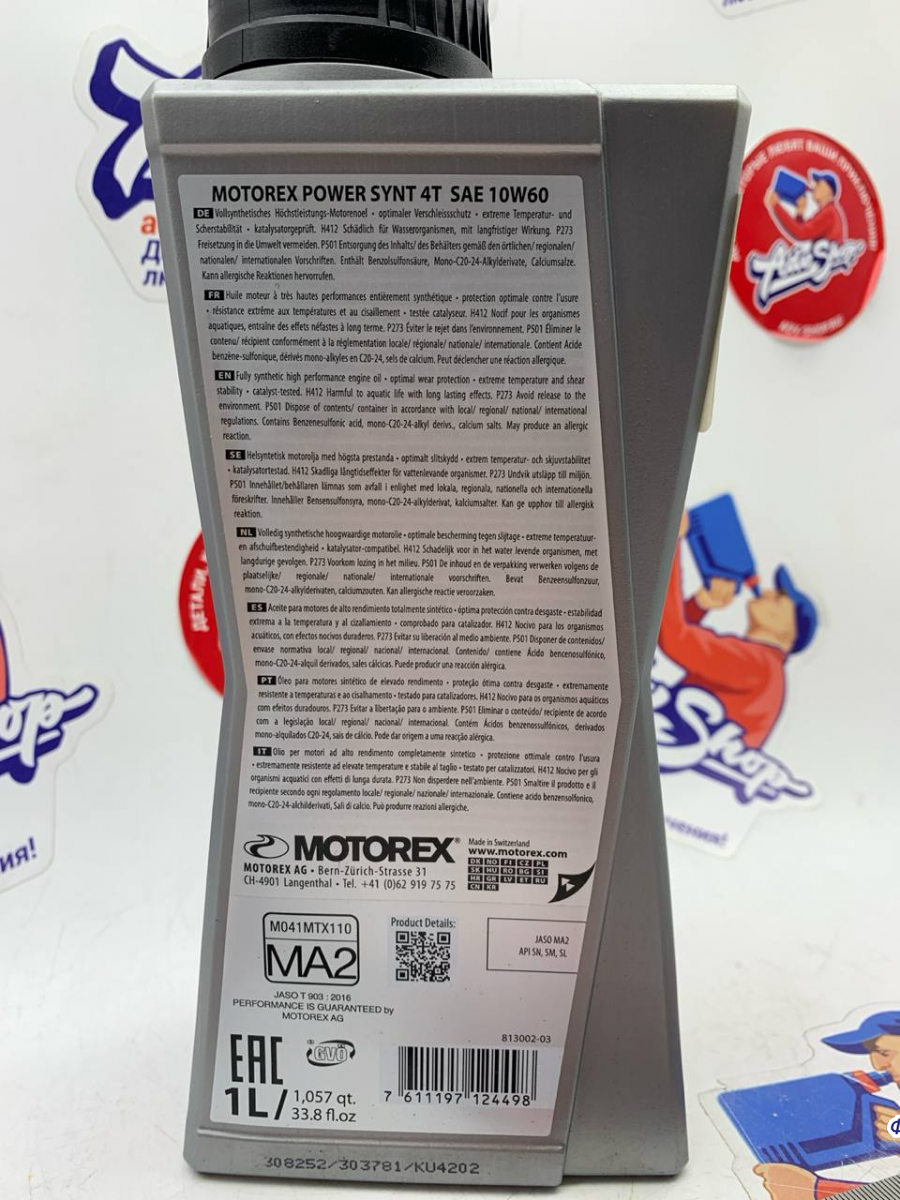 MOTOREX POWER SYNT 4T SAE 10W60
DE Vollsynthetisches Höchstleistungs-Motorenoel • optimaler Verschleissschutz • extreme Temperatur- und
Scherstabilität • katalysatorgeprüft. H412 Schädlich für Wasserorganismen, mit langfristiger Wirkung. P273
Freisetzung in die Umwelt vermeiden. P501 Entsorgung des Inhalts/ des Behälters gemäß den örtlichen/ regionalen/
nationalen/ internationalen Vorschriften. Enthält Benzolsulfonsäure, Mono-C20-24-Alkylderivate, Calciumsalze.
Kann allergische Reaktionen hervorrufen.
FR Huile moteur à très hautes performances entièrement synthétique • protection optimale contre l'usure
• résistance extrême aux températures et au cisaillement • testée catalyseur. H412 Nocif pour les organismes
aquatiques, entraîne des effets néfastes à long terme. P273 Éviter le rejet dans l'environnement. P501 Éliminer le
contenu/ récipient conformément à la réglementation locale/ régionale/ nationale/ internationale. Contient Acide
benzène-sulfonique, dérivés mono-alkyles en C20-24, sels de calcium. Peut déclencher une réaction allergique.
EN Fully synthetic high performance engine oil • optimal wear protection • extreme temperature and shear
stability • catalyst-tested. H412 Harmful to aquatic life with long lasting effects. P273 Avoid release to the
environment. P501 Dispose of contents/ container in accordance with local/ regional/ national/ international
regulations. Contains Benzenesulfonic acid, mono-C20-24-alkyl derivs., calcium salts. May produce an allergic
reaction.
SE Helsyntetisk motorolja med högsta prestanda • optimalt slitskydd • extrem temperatur- och skjuvstabilitet
• katalysatortestad. H412 Skadliga långtidseffekter för vattenlevande organismer. P273 Undvik utsläpp till miljön.
P501 Innehållet/behållaren lämnas som avfall i enlighet med lokala, regionala, nationella och internationella
föreskrifter. Innehåller Bensensulfonsyra, mono-C20-24-alkylderivat, kalciumsalter. Kan ge upphov till allergisk
reaktion.
NL Volledig synthetische hoogwaardige motorolie • optimale bescherming tegen slijtage • extreme temperatuur-
en afschuifbestendigheid • katalysator-compatibel. H412 Schadelijk voor in het water levende organismen, met
langdurige gevolgen. P273 Voorkom lozing in het milieu. P501 De inhoud en de verpakking verwerken volgens de
plaatselijke/ regionale/ nationale/ internationale voorschriften. Bevat Benzeensulfonzuur,
mono-C20-24-alkylderivaten, calciumzouten. Kan allergische reactie veroorzaken.
ES Aceite para motores de alto rendimiento totalmente sintético • óptima protección contra desgaste • estabilidad
extrema a la temperatura y al cizallamiento • comprobado para catalizador. H412 Nocivo para los organismos
acuáticos, con efectos nocivos duraderos. P273 Evitar su liberación al medio ambiente. P501 Disponer de contenidos/
envase normativa local/ regional/ nacional/ internacional. Contenido/ contiene Ácido bencenosulfónico,
mono-C20-24-alquil derivados, sales cálcicas. Puede producir una reacción alérgica.
PT Óleo para motores sintético de elevado rendimento • proteção ótima contra desgaste • extremamente
resistente a temperaturas e ao cisalhamento • testado para catalizadores. H412 Nocivo para os organismos aquáticos
com efeitos duradouros. P273 Evitar a libertação para o ambiente. P501 Eliminar o conteúdo/ recipiente de acordo
com a legislação local/ regional/ nacional/ internacional. Contém Ácidos benzenossulfónicos, derivados
mono-alquilados C20-24, sais de cálcio. Pode dar origem a uma reacção alérgica.
IT Olio per motori ad alto rendimento completamente sintetico • protezione ottimale contro l'usura
• estremamente resistente ad elevate temperature e stabile al taglio • testato per catalizzatori. H412 Nocivo per gli
organismi acquatici con effetti di lunga durata. P273 Non disperdere nell'ambiente. P501 Smaltire il prodotto e il
recipiente secondo ogni regolamento locale/ regionale/ nazionale/ internazionale. Contiene acido benzensolfonico,
mono-C20-24-alchilderivati, Sali di calcio. Può produrre reazioni allergiche.
MOTOREX®
MOTOREX AG • Bern-Zürich-Strasse 31
CH-4901 Langenthal • Tel. +41 (0)62 919 75 75
Made in Switzerland
www.motorex.com
DK NO FI CZ PL
SK HU RO BG SI
HR GR LV ET RU
CN KR
M041MTX110
MA2
JASO T 903 : 2016
PERFORMANCE IS GUARANTEED by
MOTOREX AG
Product Details:
JASO MA2
API SN, SM, SL
813002-03
EAC
GVÖ
1L/ 1,057 qt.
33.8 fl.oz
7 611197 124498
308252/303781/KU4202
AutoShop
ДЕТАЛИ,